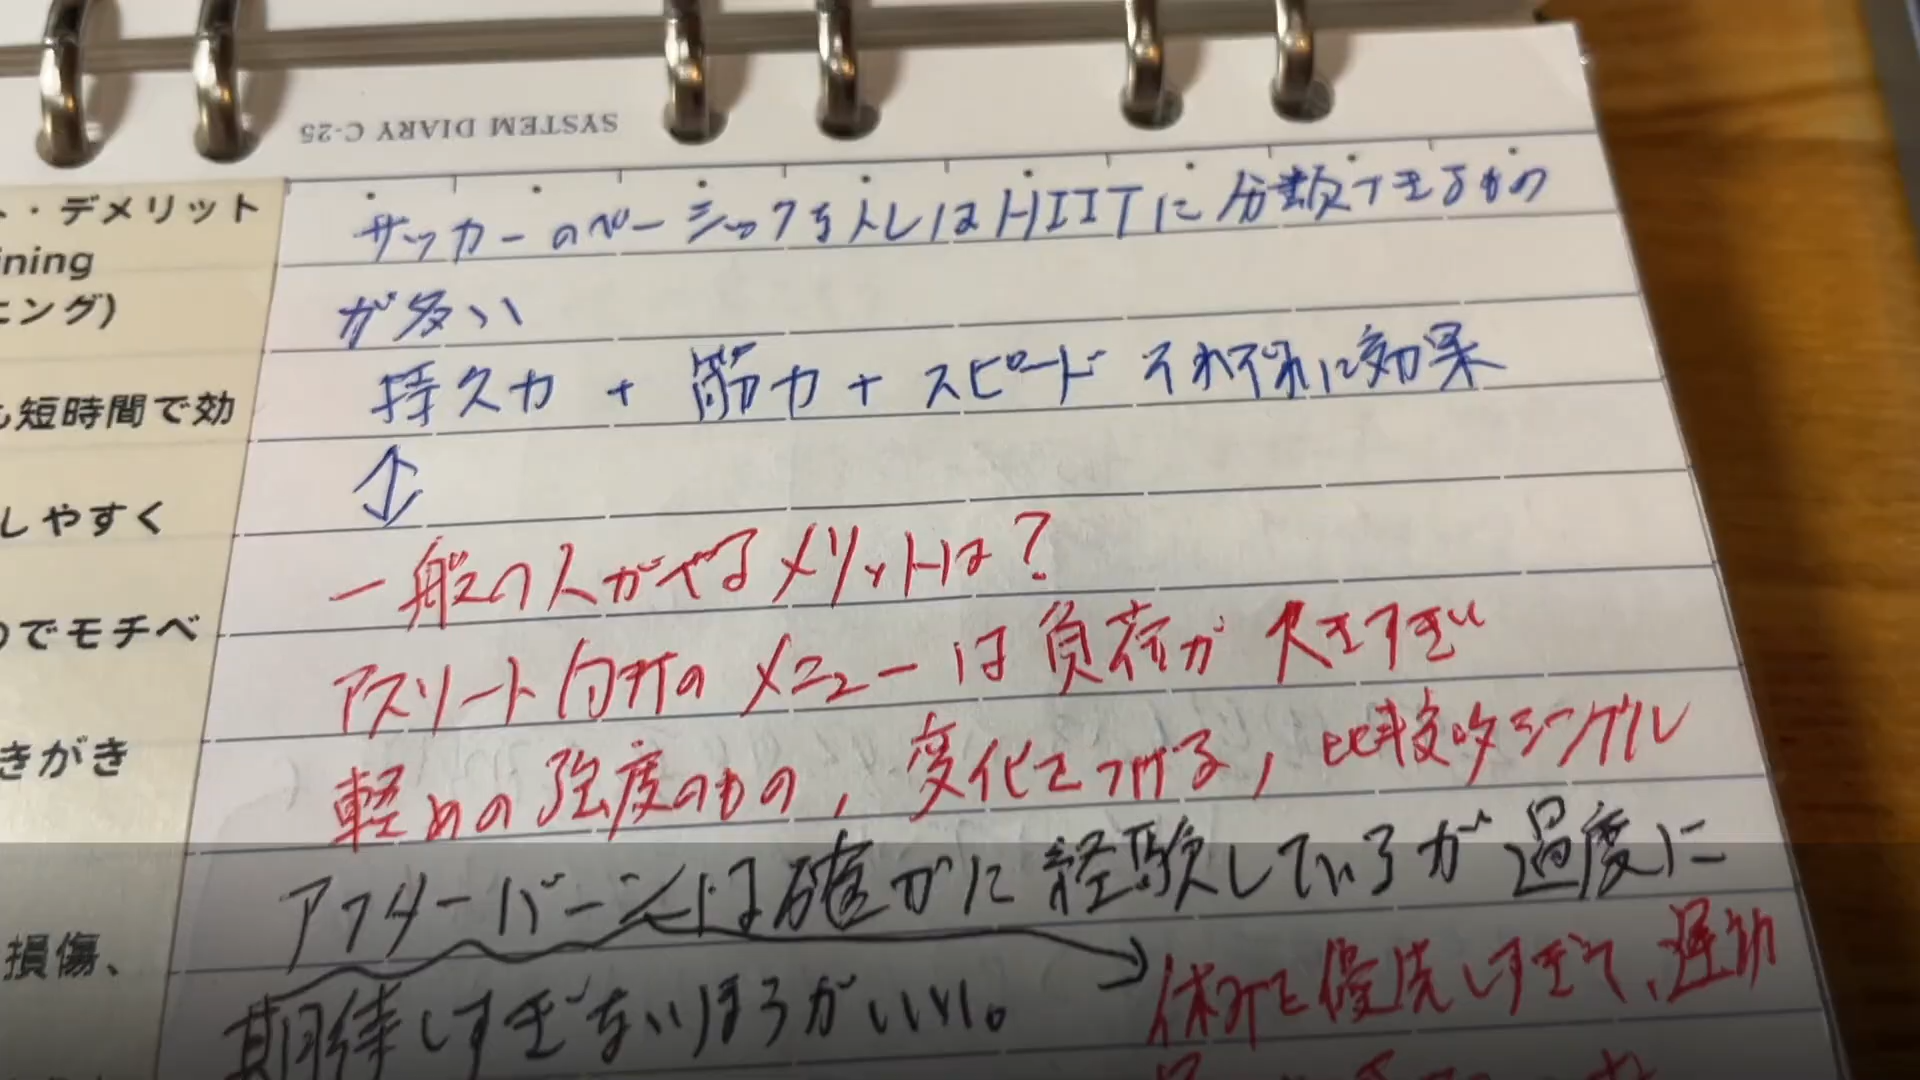 SYSTEM DIARY C-25
ト・デメリット
ining
ニング)
も短時間で効
しやすく
のでモチベ
きがき
損傷、
サッカーのベーシックなトレはHIITに分類できるもの
が多い
持久力 + 筋力 + スピード それぞれに効果
↕
一般の人がやるメリットは?
アスリート向けのメニューは負荷が大きすぎ
軽めの強度のもの, 変化をつける, 比較的シングル
アフターバーンは確かに経験しているが過度に
期待しすぎないほうがいい。
→ 休みを優先しすぎて、運動